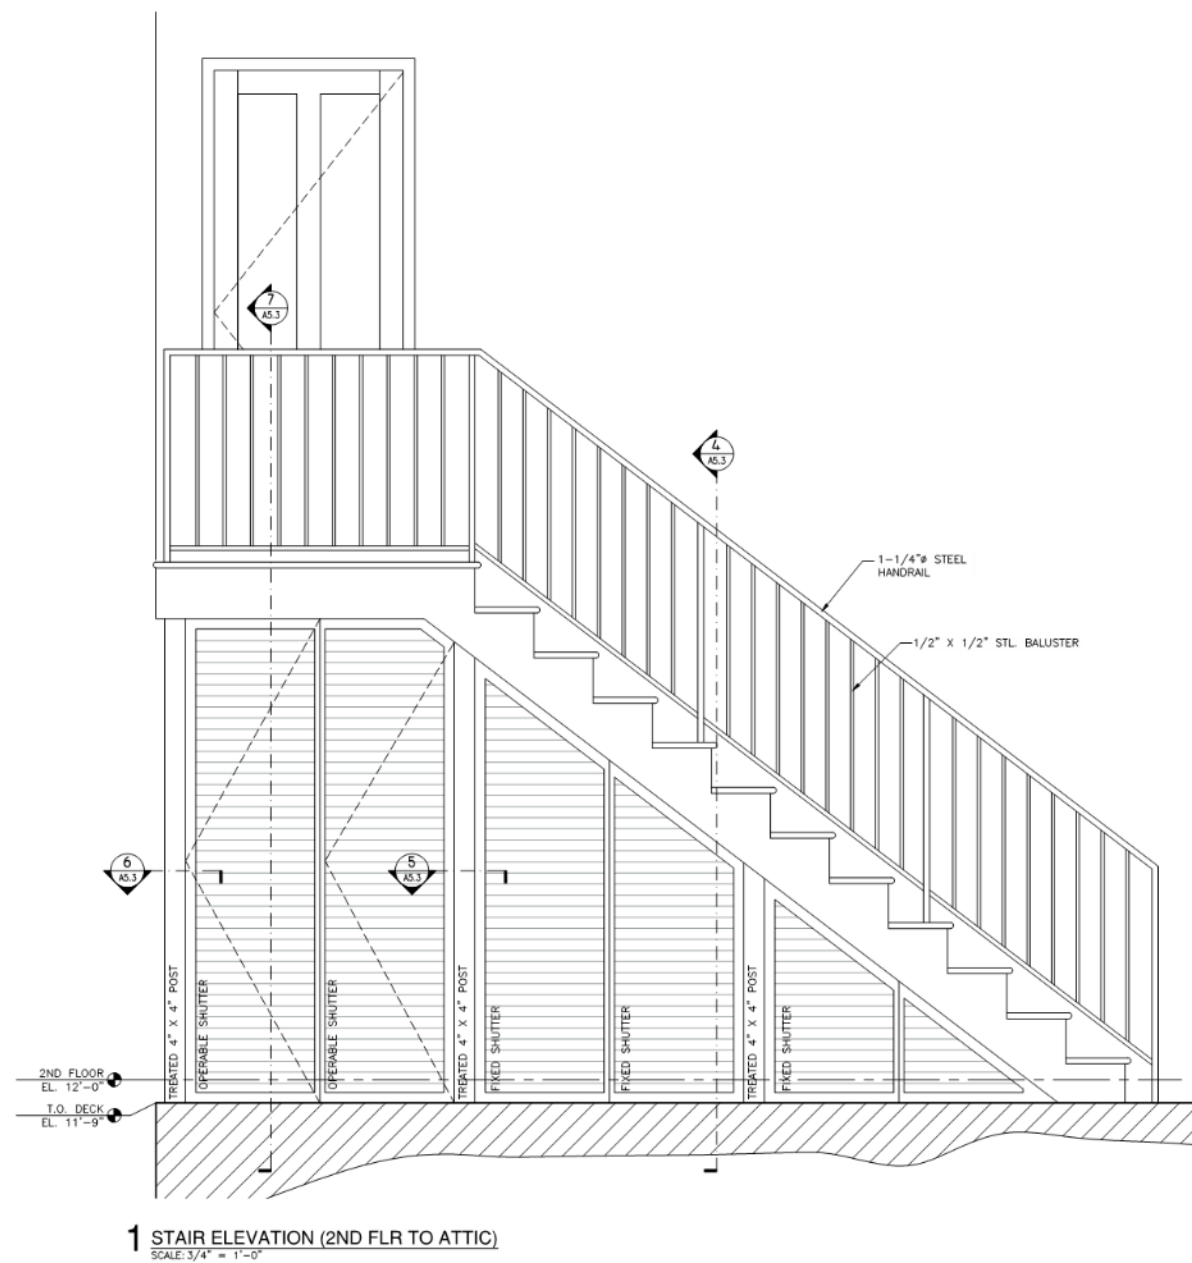 7
A5.3
4
A5.3
1-1/4"ø STEEL
HANDRAIL
1/2" X 1/2" STL. BALUSTER
6
A5.3
5
A5.3
TREATED 4" X 4" POST
OPERABLE SHUTTER
OPERABLE SHUTTER
TREATED 4" X 4" POST
FIXED SHUTTER
FIXED SHUTTER
TREATED 4" X 4" POST
FIXED SHUTTER
2ND FLOOR
EL. 12'-0"
T.O. DECK
EL. 11'-9"
1 STAIR ELEVATION (2ND FLR TO ATTIC)
SCALE: 3/4" = 1'-0"